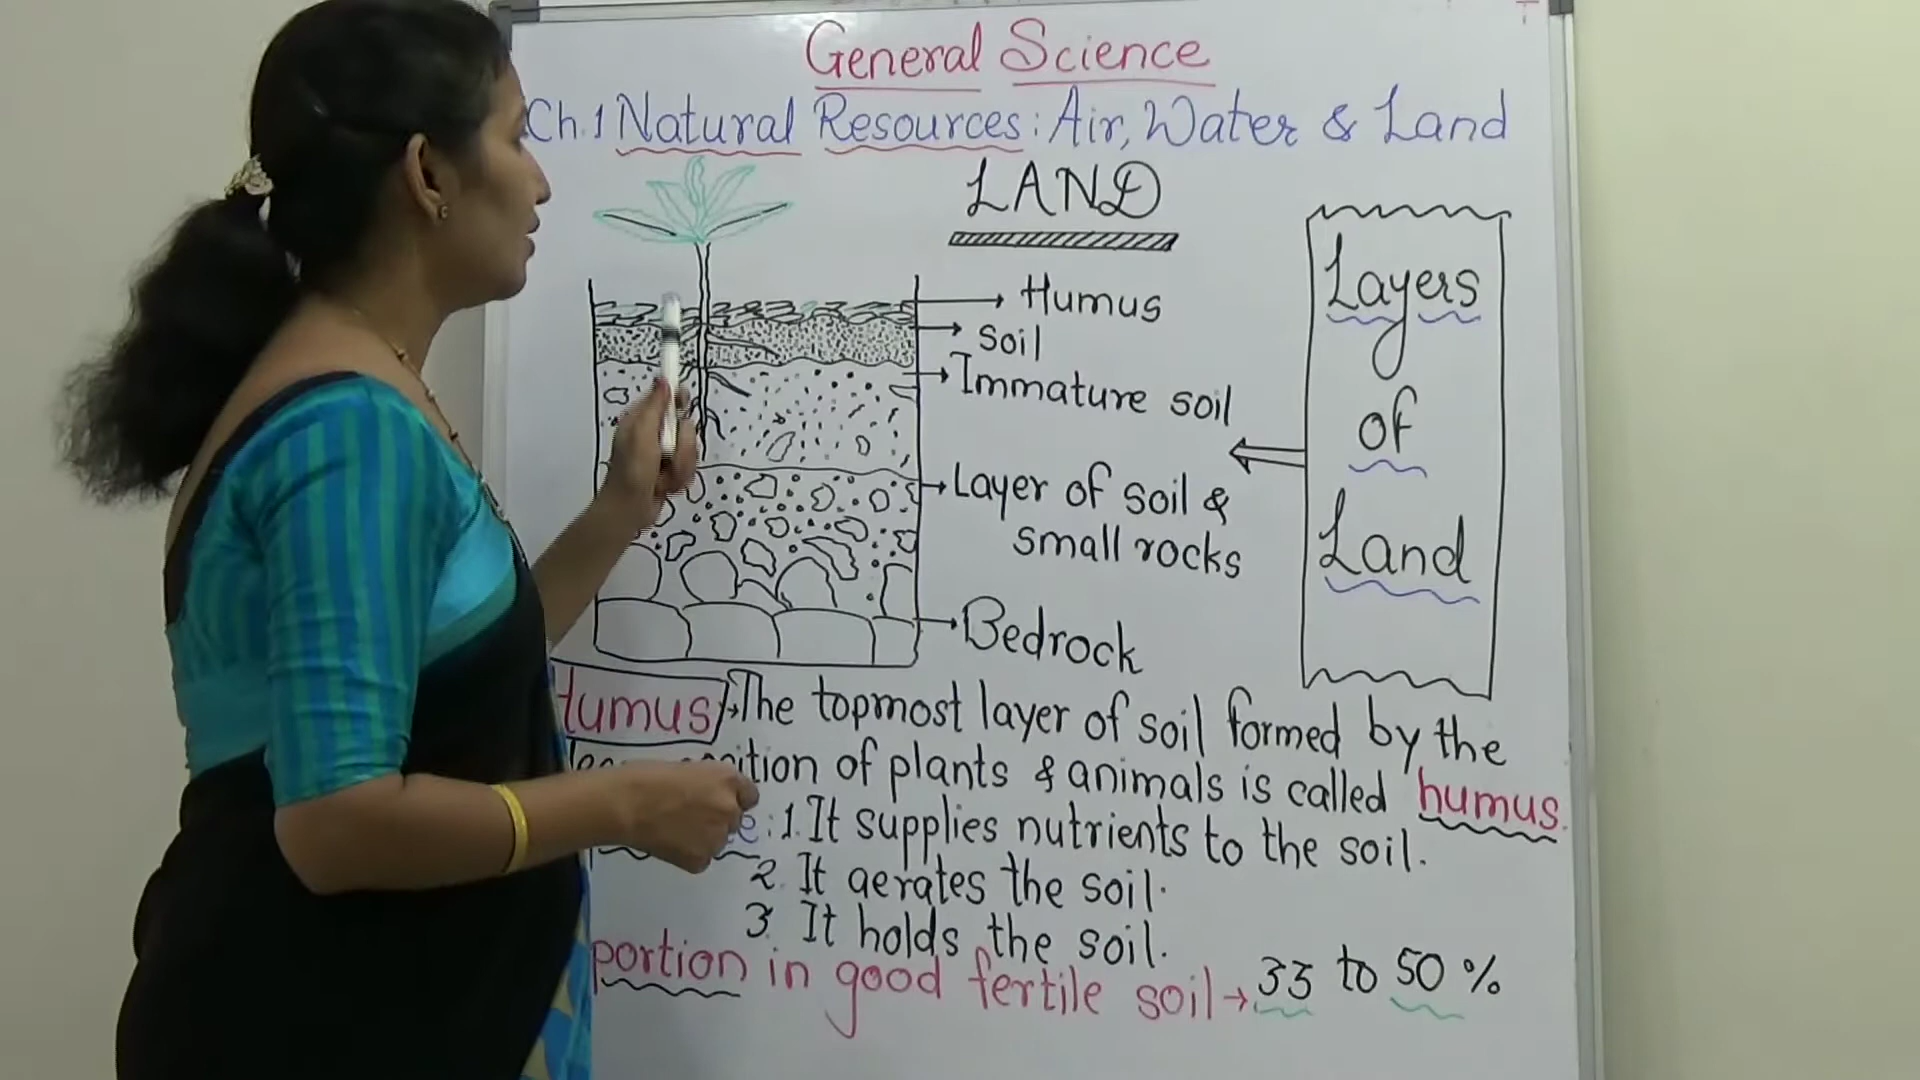 General Science
Ch.1 Natural Resources: Air, Water & Land
LAND
Humus
soil
Immature soil
Layer of soil &
small rocks
Bedrock
Layers
of
Land
Humus → The topmost layer of soil formed by the
of plants & animals is called humus.
1. It supplies nutrients to the soil.
2. It aerates the soil.
3. It holds the soil.
portion in good fertile soil → 33 to 50 %